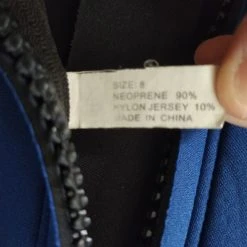 SIZE: 8
NEOPRENE 90%
NYLON JERSEY 10%
MADE IN CHINA